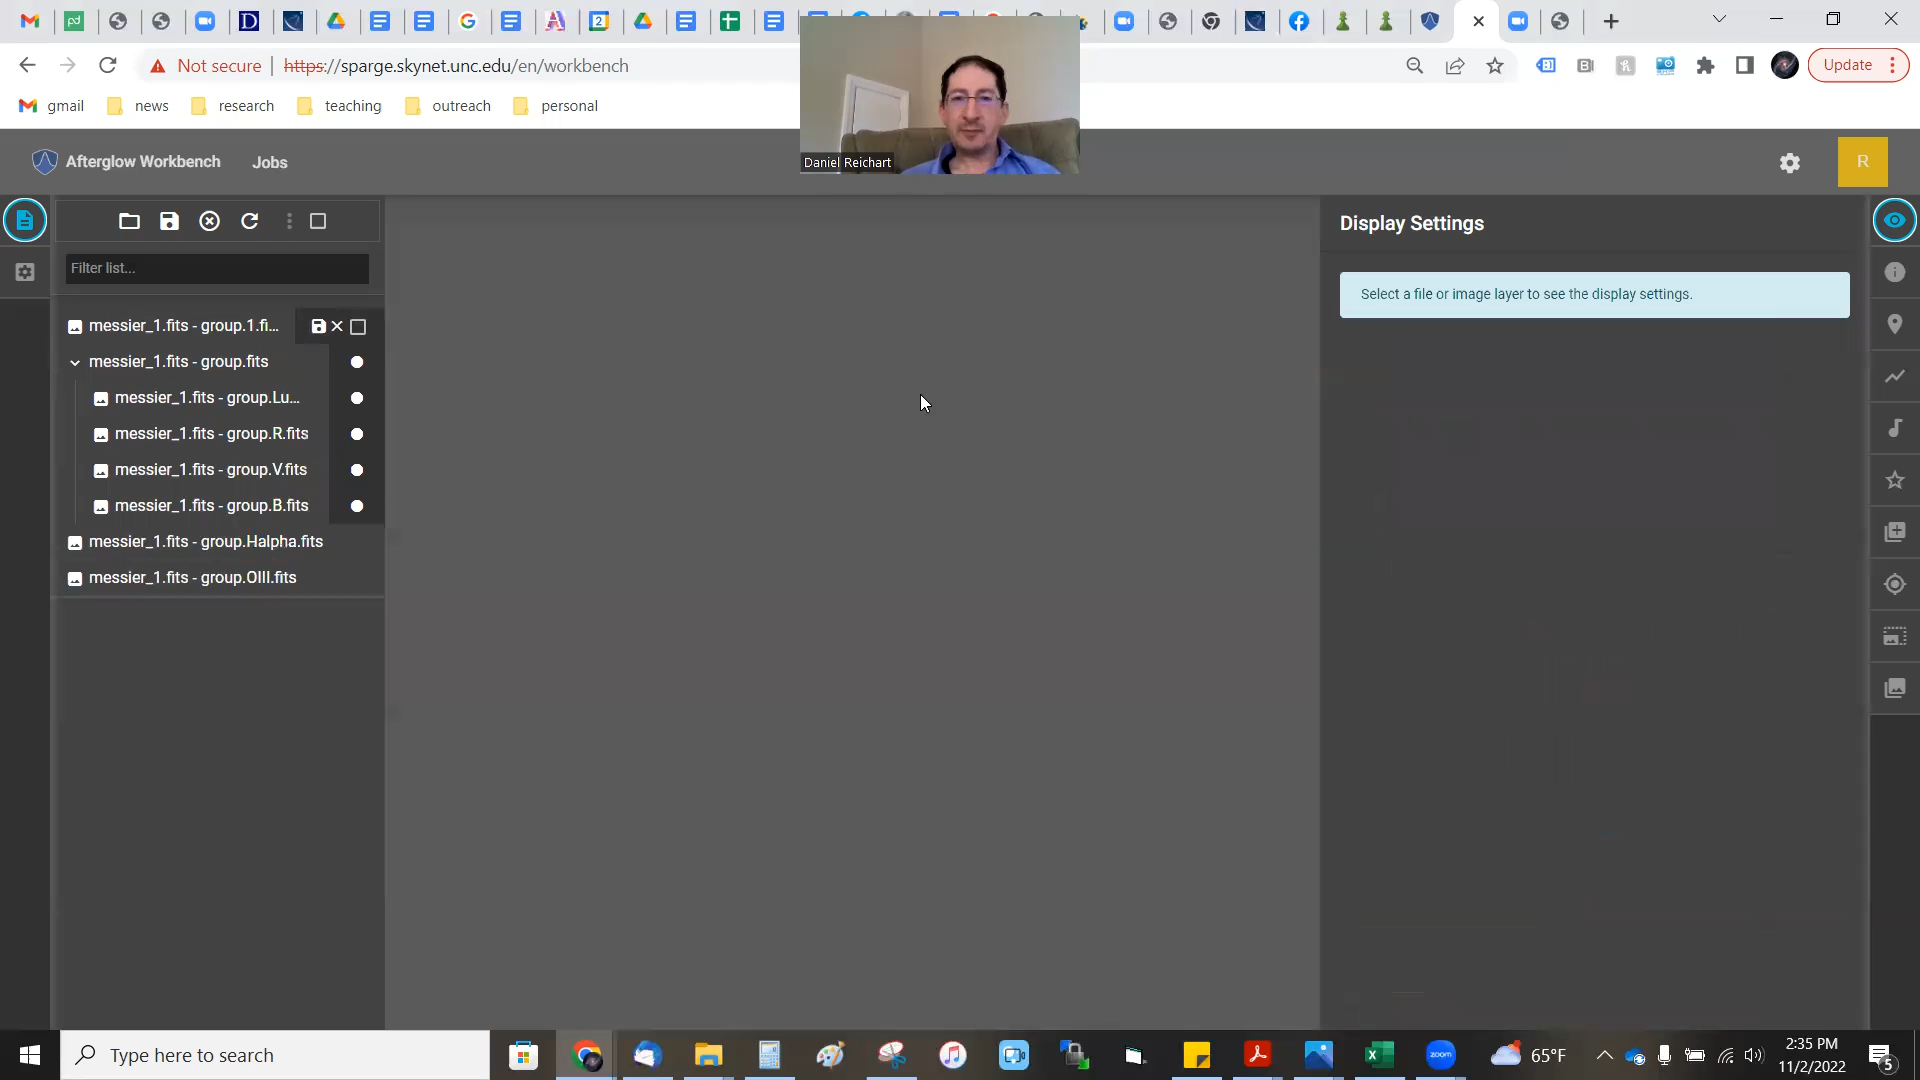 Not secure
https://sparge.skynet.unc.edu/en/workbench
Update
gmail
news
research
teaching
outreach
personal
Daniel Reichart
Afterglow Workbench
Jobs
R
Filter list...
messier_1.fits - group.1.fi...
messier_1.fits - group.fits
messier_1.fits - group.Lu...
messier_1.fits - group.R.fits
messier_1.fits - group.V.fits
messier_1.fits - group.B.fits
messier_1.fits - group.Halpha.fits
messier_1.fits - group.OIII.fits
Display Settings
Select a file or image layer to see the display settings.
Type here to search
zoom
65°F
2:35 PM
11/2/2022
5